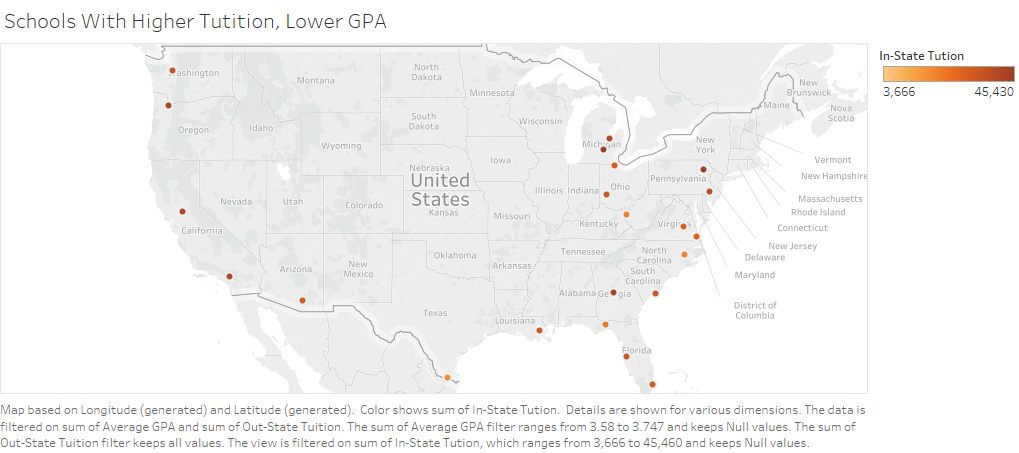 Schools With Higher Tutition, Lower GPA
In-State Tution
3,666 45,430
Washington
Montana
North
Dakota
Minnesota
New
Brunswick
Maine
Nova
Scotia
Oregon
Idaho
South
Dakota
Wisconsin
Michigan
New
York
Wyoming
Iowa
Vermont
New Hampshire
Nebraska
Pennsylvania
Massachusetts
United
States
Nevada
Utah
Colorado
Illinois
Indiana
Ohio
Rhode Island
Kansas
Missouri
Kentucky
Virginia
Connecticut
California
New Jersey
Delaware
Arizona
New
Mexico
Oklahoma
Arkansas
Tennessee
North
Carolina
South
Carolina
Maryland
Alabama
Georgia
District of
Columbia
Texas
Louisiana
Florida
Map based on Longitude (generated) and Latitude (generated).  Color shows sum of In-State Tution.  Details are shown for various dimensions. The data is
filtered on sum of Average GPA and sum of Out-State Tuition. The sum of Average GPA filter ranges from 3.58 to 3.747 and keeps Null values. The sum of
Out-State Tuition filter keeps all values. The view is filtered on sum of In-State Tution, which ranges from 3,666 to 45,460 and keeps Null values.